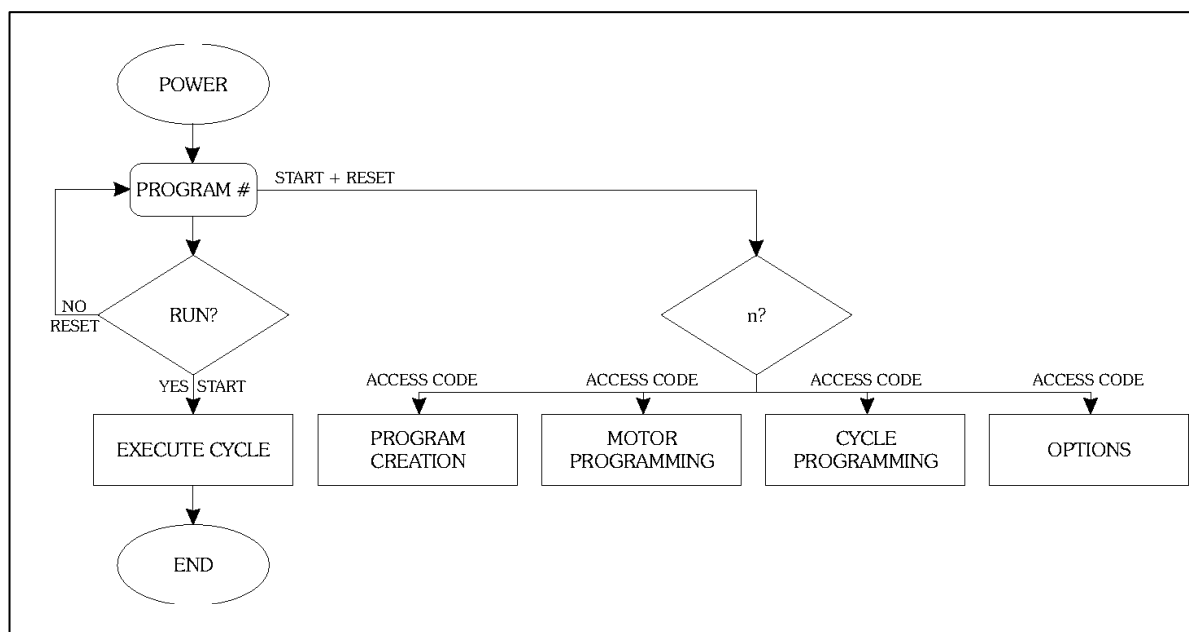 POWER
PROGRAM #
START + RESET
NO
RESET
RUN?
n?
YES START
ACCESS CODE
ACCESS CODE
ACCESS CODE
ACCESS CODE
EXECUTE CYCLE
PROGRAM
CREATION
MOTOR
PROGRAMMING
CYCLE
PROGRAMMING
OPTIONS
END